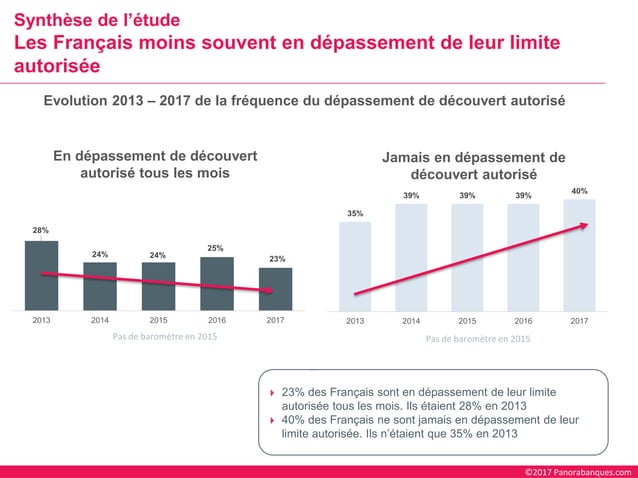 Synthèse de l’étude
Les Français moins souvent en dépassement de leur limite
autorisée
Evolution 2013 – 2017 de la fréquence du dépassement de découvert autorisé
En dépassement de découvert
autorisé tous les mois
28%
24%
24%
25%
23%
2013 2014 2015 2016 2017
Pas de baromètre en 2015
Jamais en dépassement de
découvert autorisé
35%
39%
39%
39%
40%
2013 2014 2015 2016 2017
Pas de baromètre en 2015
23% des Français sont en dépassement de leur limite
autorisée tous les mois. Ils étaient 28% en 2013
40% des Français ne sont jamais en dépassement de leur
limite autorisée. Ils n’étaient que 35% en 2013
©2017 Panorabanques.com